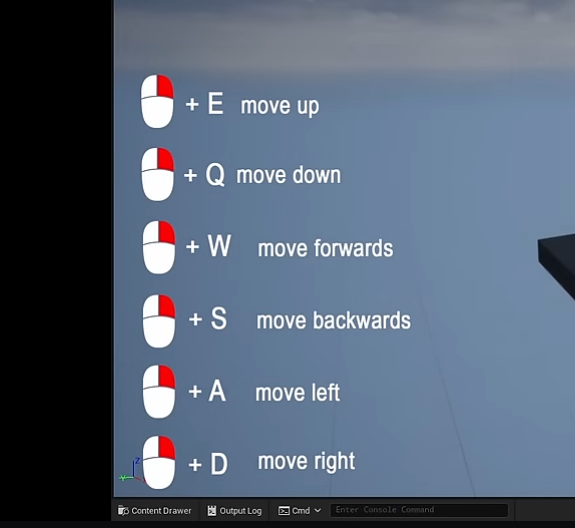 + E move up
+ Q move down
+ W move forwards
+ S move backwards
+ A move left
+ D move right
Z
Y
Content Drawer Output Log Cmd Enter Console Command